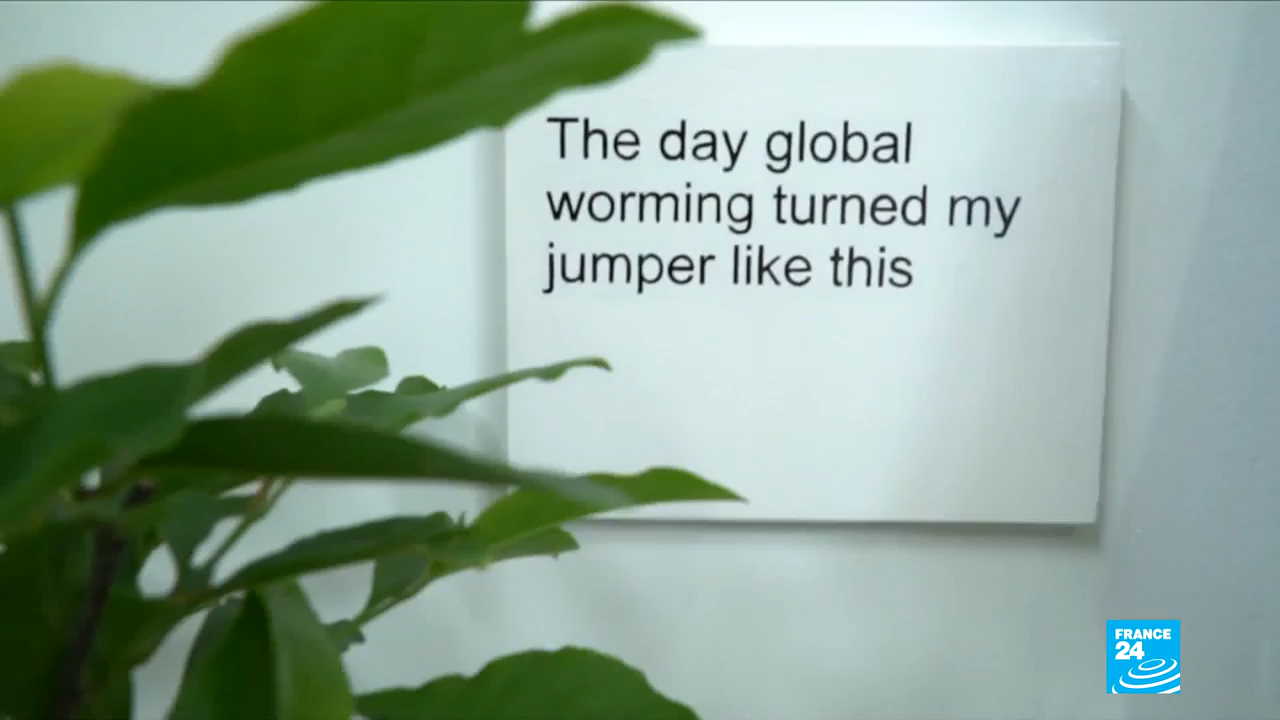 The day global
worming turned my
jumper like this
FRANCE
24